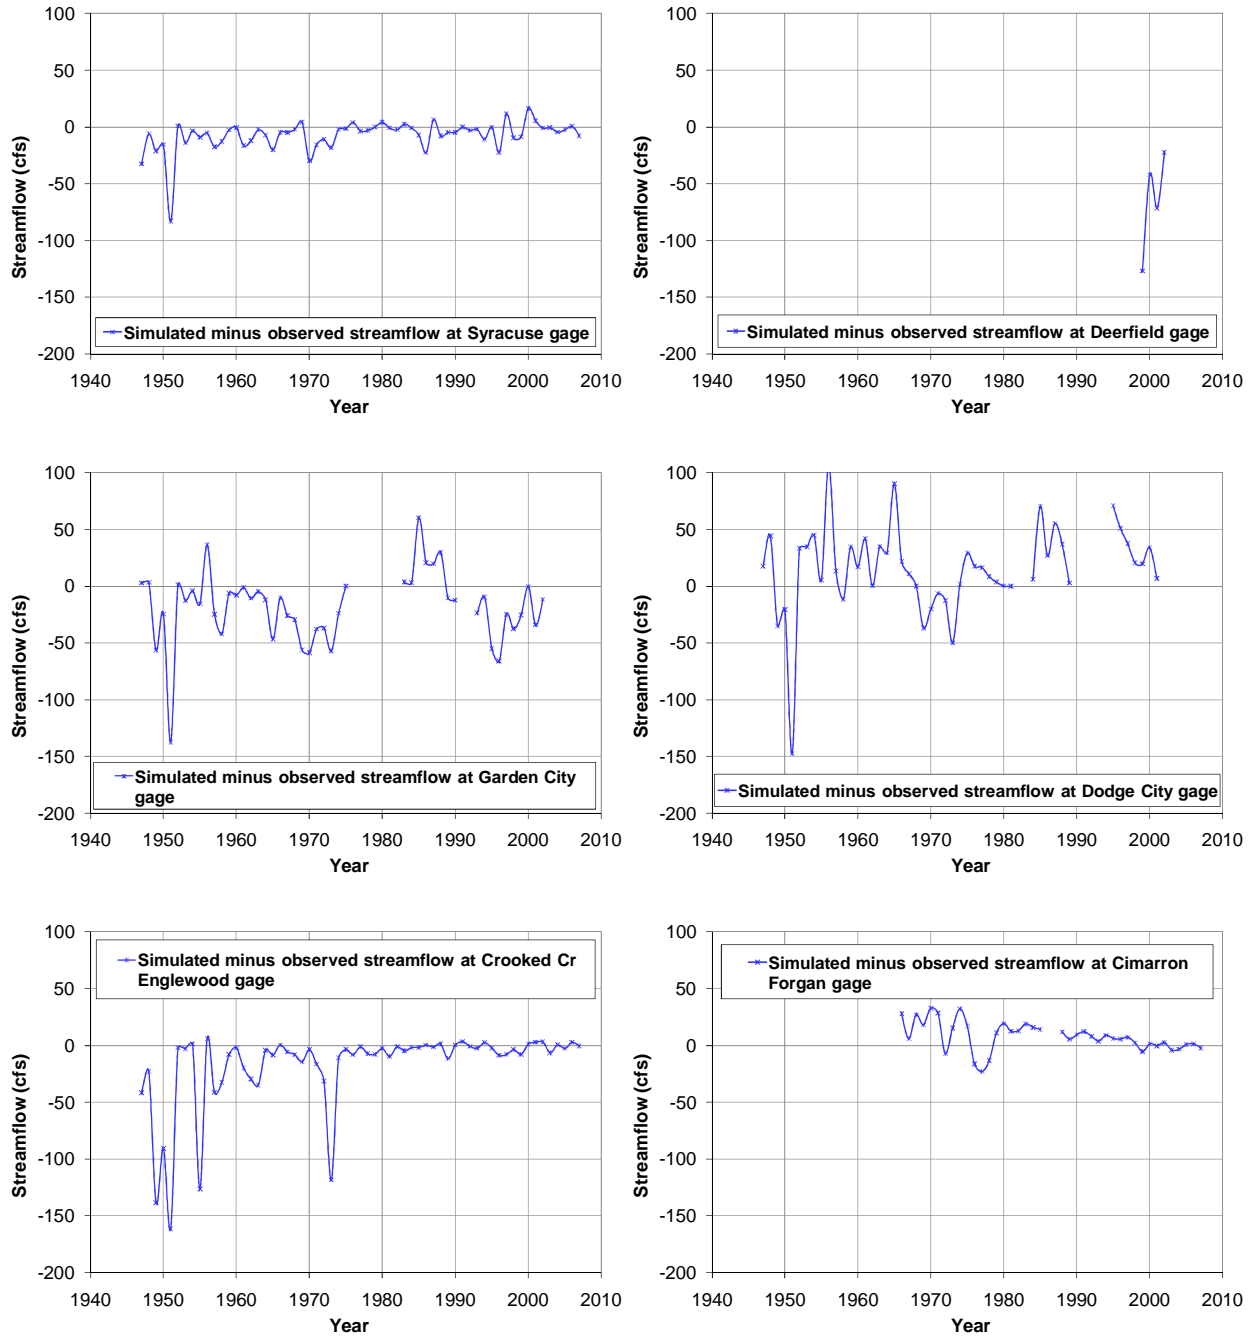 100
50
0
-50
-100
-150
-200
Streamflow (cfs)
Simulated minus observed streamflow at Syracuse gage
1940 1950 1960 1970 1980 1990 2000 2010
Year
100
50
0
-50
-100
-150
-200
Streamflow (cfs)
Simulated minus observed streamflow at Deerfield gage
1940 1950 1960 1970 1980 1990 2000 2010
Year
100
50
0
-50
-100
-150
-200
Streamflow (cfs)
Simulated minus observed streamflow at Garden City
gage
1940 1950 1960 1970 1980 1990 2000 2010
Year
100
50
0
-50
-100
-150
-200
Streamflow (cfs)
Simulated minus observed streamflow at Dodge City gage
1940 1950 1960 1970 1980 1990 2000 2010
Year
100
50
0
-50
-100
-150
-200
Streamflow (cfs)
Simulated minus observed streamflow at Crooked Cr
Englewood gage
1940 1950 1960 1970 1980 1990 2000 2010
Year
100
50
0
-50
-100
-150
-200
Streamflow (cfs)
Simulated minus observed streamflow at Cimarron
Forgan gage
1940 1950 1960 1970 1980 1990 2000 2010
Year